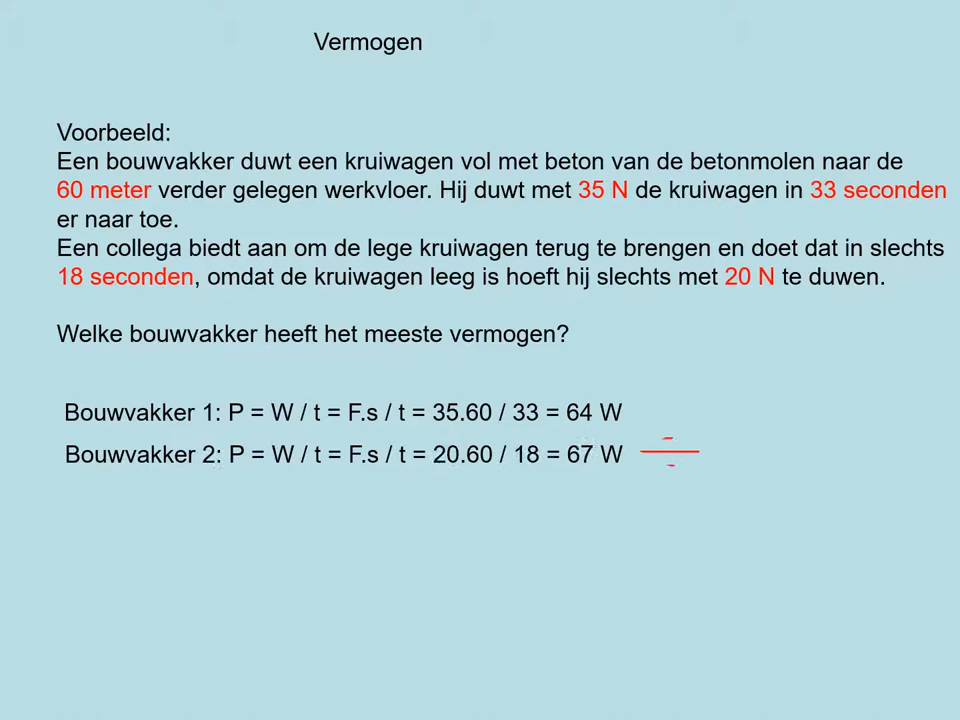 Vermogen
Voorbeeld:
Een bouwvakker duwt een kruiwagen vol met beton van de betonmolen naar de
60 meter verder gelegen werkvloer. Hij duwt met 35 N de kruiwagen in 33 seconden
er naar toe.
Een collega biedt aan om de lege kruiwagen terug te brengen en doet dat in slechts
18 seconden, omdat de kruiwagen leeg is hoeft hij slechts met 20 N te duwen.
Welke bouwvakker heeft het meeste vermogen?
Bouwvakker 1: P = W / t = F.s / t = 35.60 / 33 = 64 W
Bouwvakker 2: P = W / t = F.s / t = 20.60 / 18 = 67 W